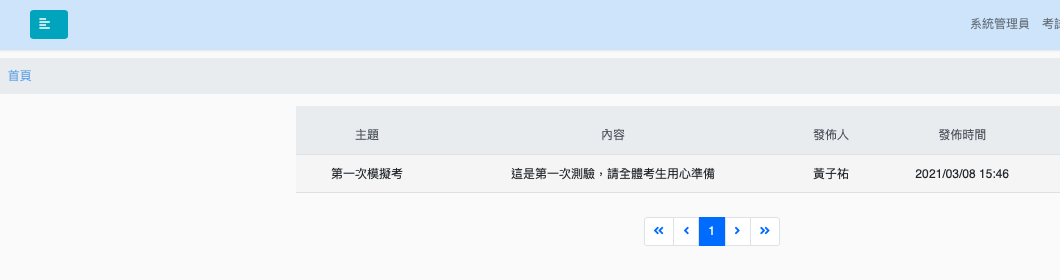 系統管理員 考試
首頁
主題 內容 發佈人 發佈時間
第一次模擬考 這是第一次測驗，請全體考生用心準備 黃子祐 2021/03/08 15:46
1